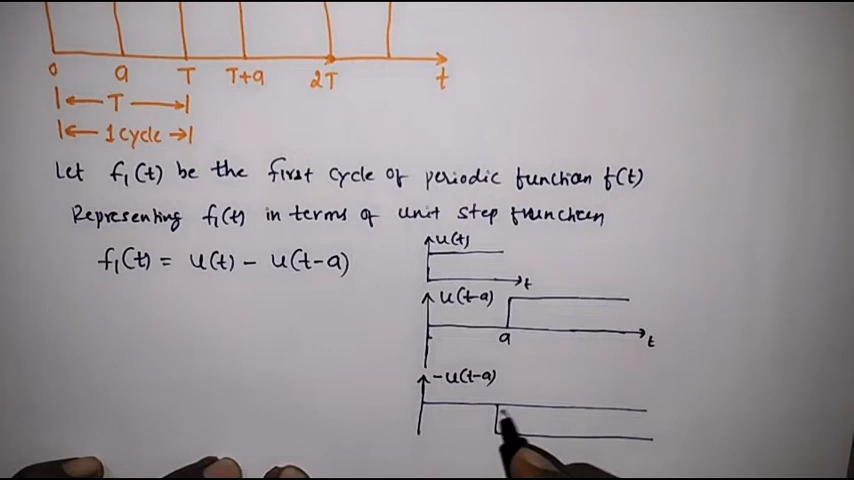 0 a T T+a 2T t
|← T →|
|← 1 cycle →|
Let f₁(t) be the first cycle of periodic function f(t)
Representing f₁(t) in terms of unit step function
f₁(t) = u(t) - u(t-a)
u(t)
t
u(t-a)
a
t
-u(t-a)